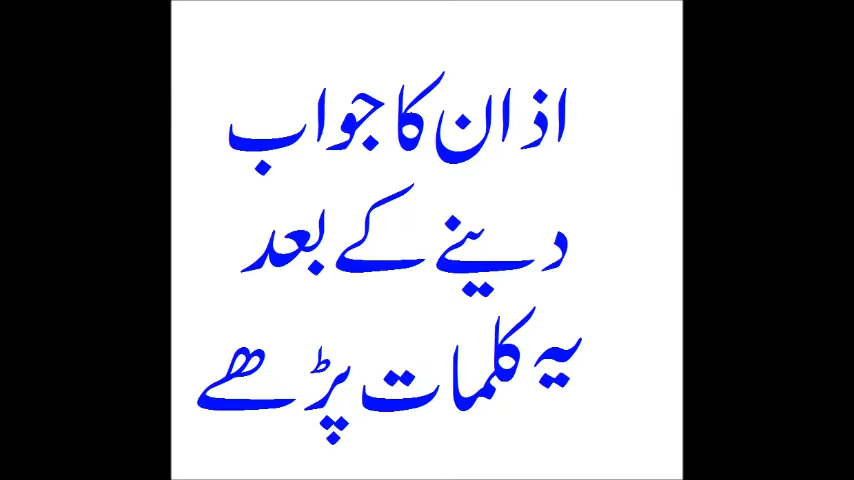 اذان کا جواب
دینے کے بعد
یہ کلمات پڑھے